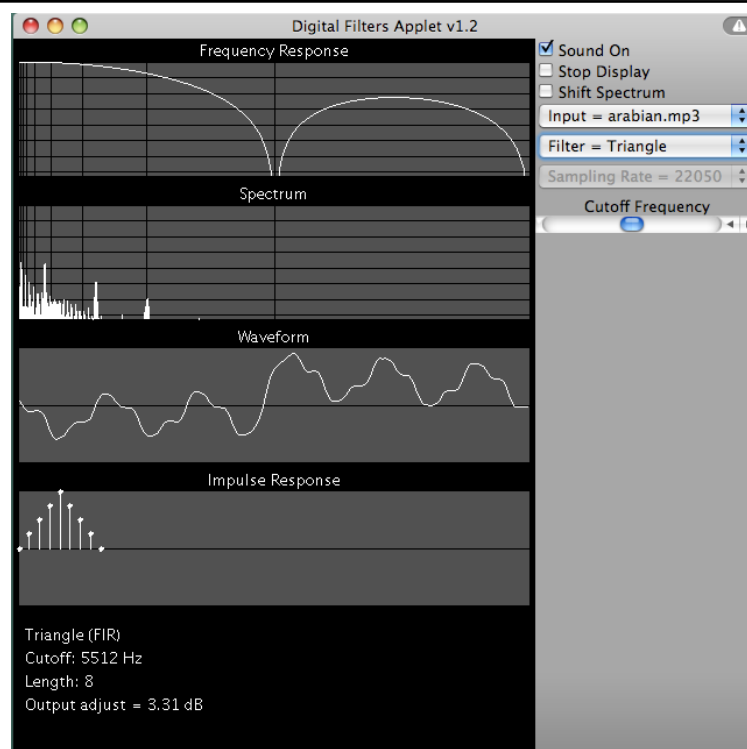 Digital Filters Applet v1.2
Frequency Response
Sound On
Stop Display
Shift Spectrum
Input = arabian.mp3
Filter = Triangle
Sampling Rate = 22050
Cutoff Frequency
Spectrum
Waveform
Impulse Response
Triangle (FIR)
Cutoff: 5512 Hz
Length: 8
Output adjust = 3.31 dB